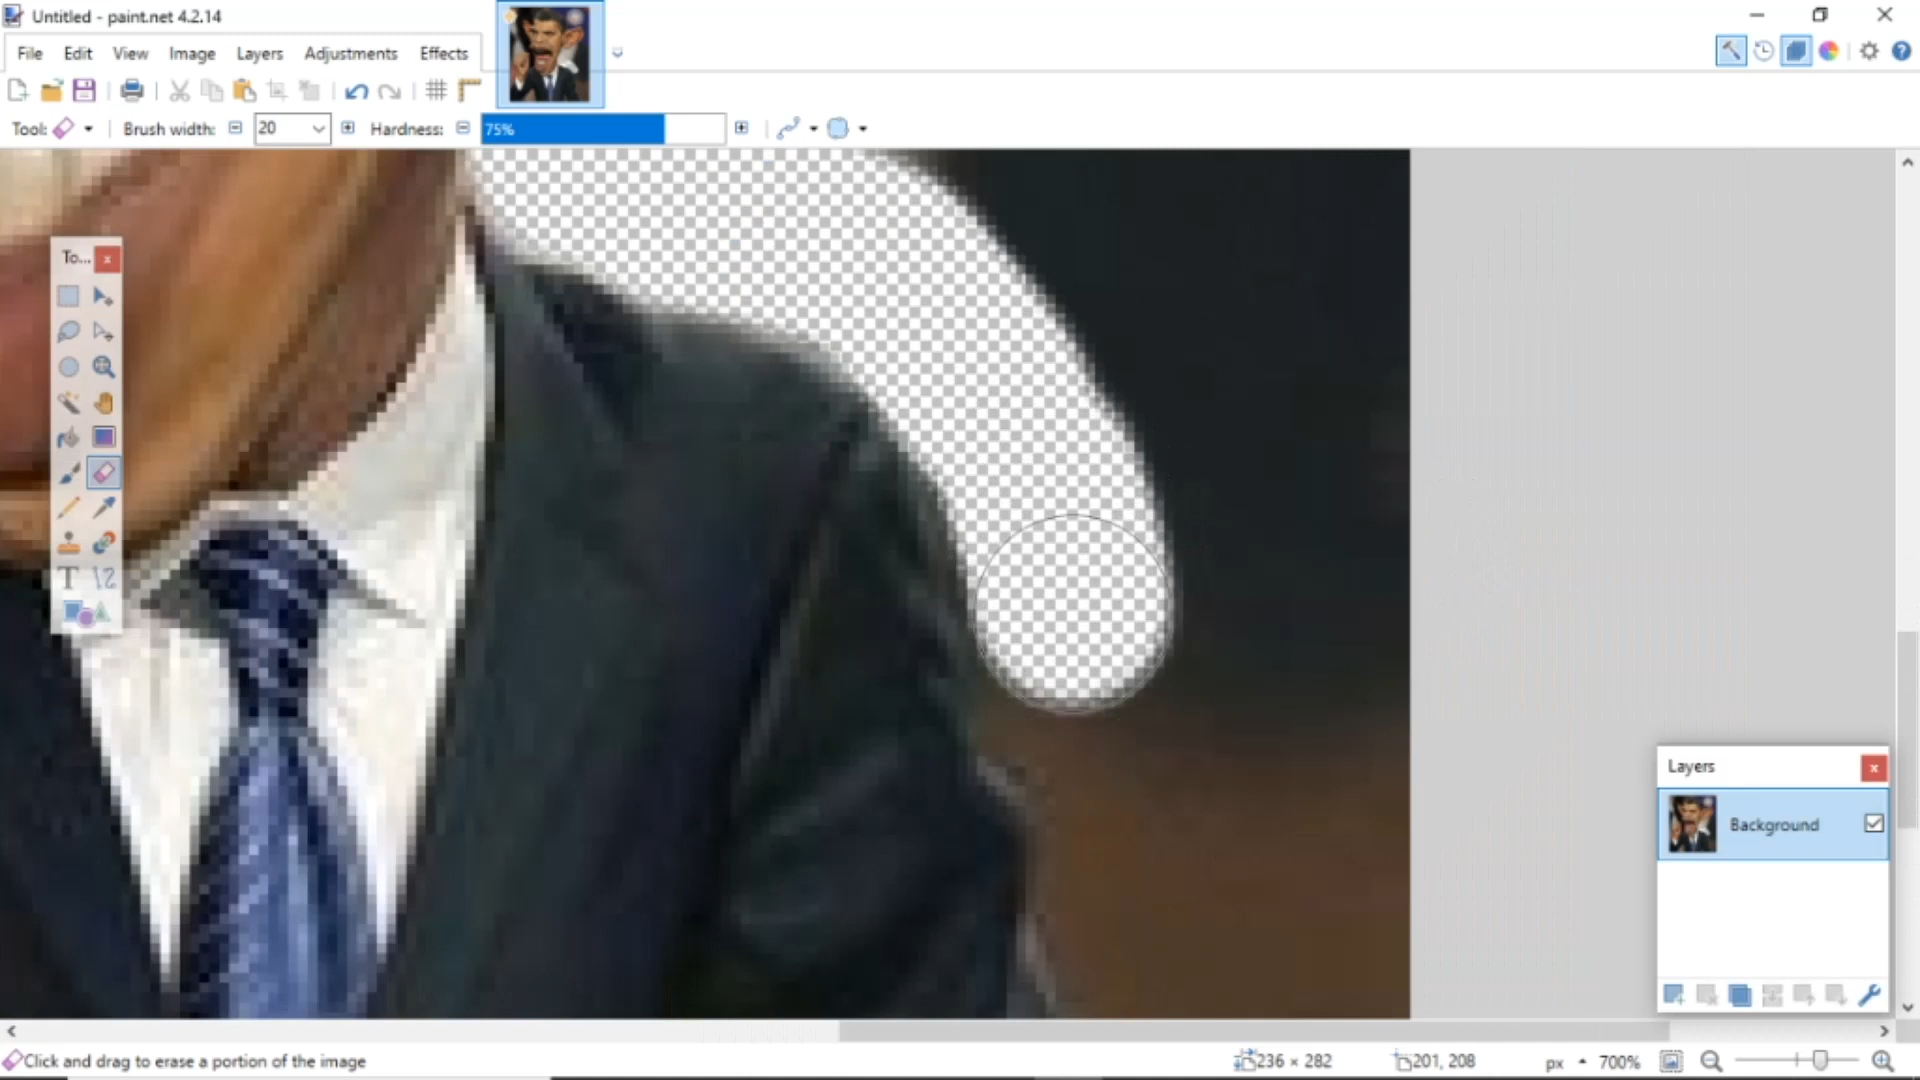 Untitled - paint.net 4.2.14
File Edit View Image Layers Adjustments Effects
Tool: Brush width: 20 Hardness: 75%
To...
T
Layers
Background
Click and drag to erase a portion of the image 236 × 282 201, 208 px 700%